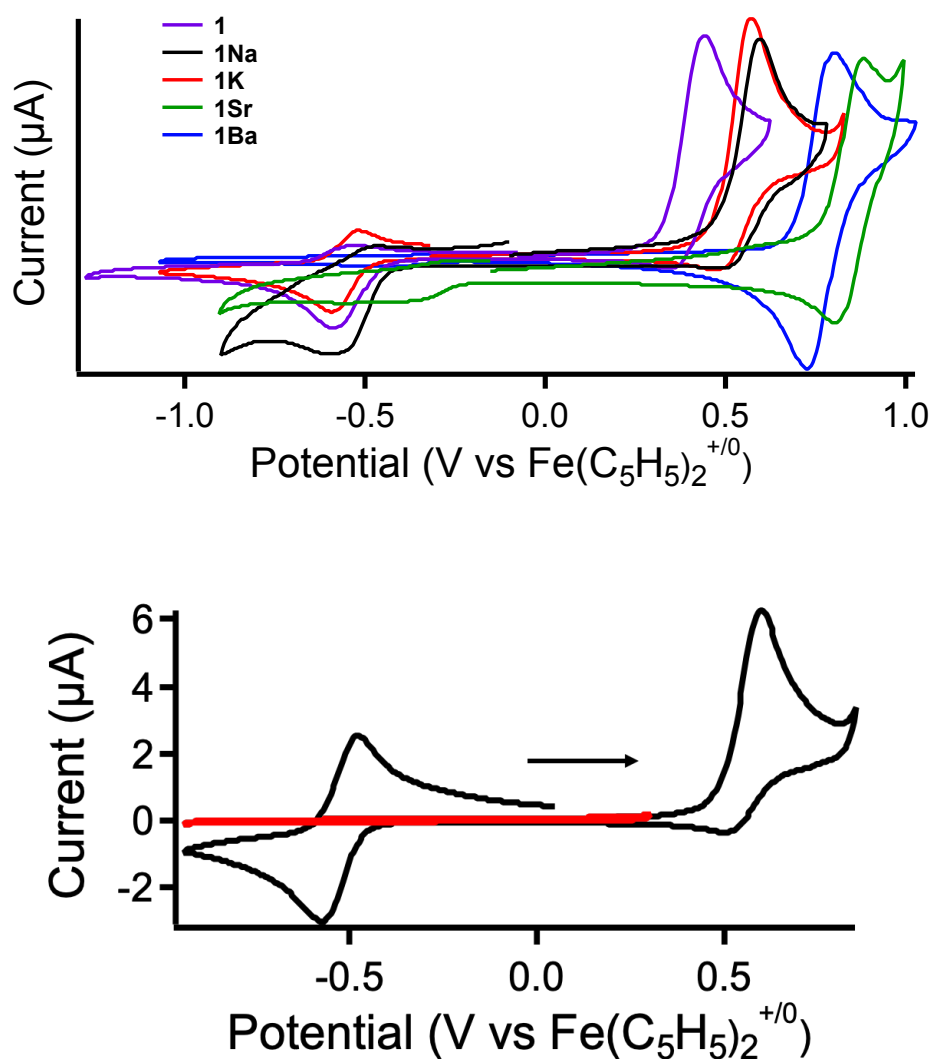 1
1Na
1K
1Sr
1Ba
Current (µA)
-1.0 -0.5 0.0 0.5 1.0
Potential (V vs Fe(C5H5)2+/0)
6
4
2
0
-2
Current (µA)
-0.5 0.0 0.5
Potential (V vs Fe(C5H5)2+/0)